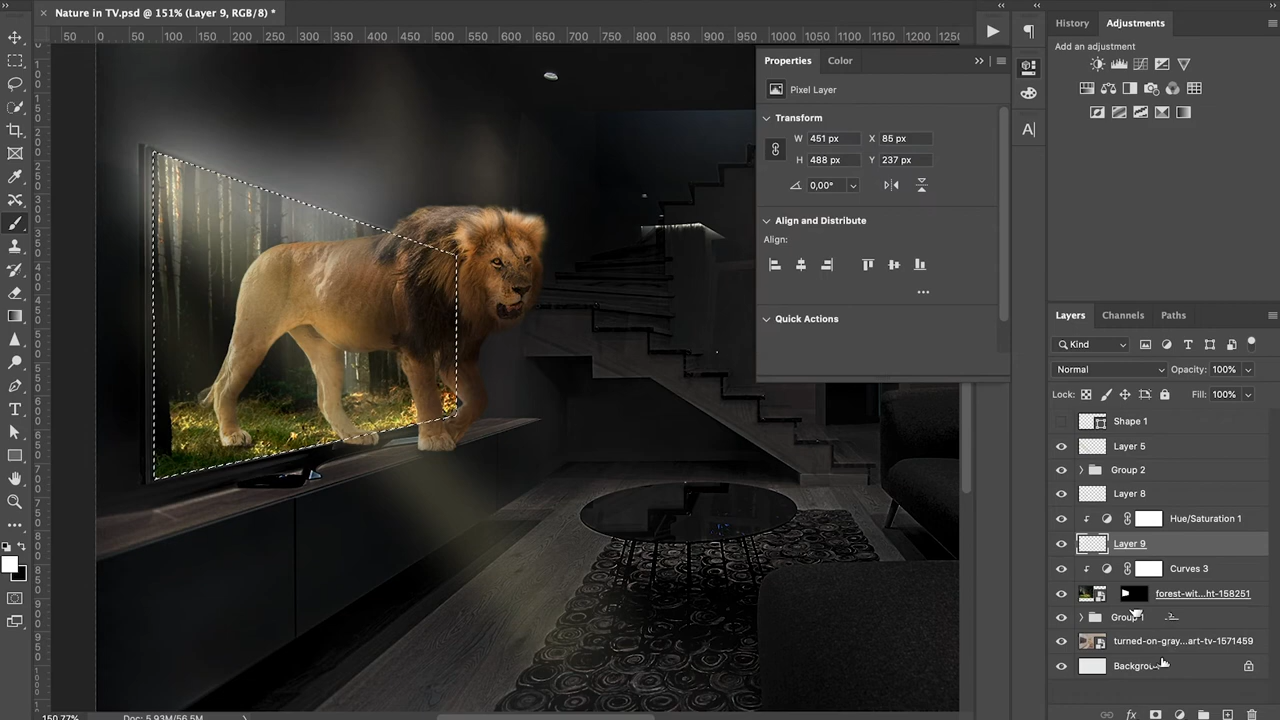 Nature in TV.psd @ 151% (Layer 9, RGB/8) *
50 0 50 100 150 200 250 300 350 400 450 500 550 600 650 700 750 800 850 900 950 1000 1050 1100 1150 1200 1250
Properties Color
Pixel Layer
Transform
W 451 px X 85 px
H 488 px Y 237 px
0,00°
Align and Distribute
Align:
Quick Actions
History Adjustments
Add an adjustment
Layers Channels Paths
Kind
Normal Opacity: 100%
Lock: Fill: 100%
Shape 1
Layer 5
Group 2
Layer 8
Hue/Saturation 1
Layer 9
Curves 3
forest-wit...ht-158251
Group 1
turned-on-gray...art-tv-1571459
Background
150,77% Doc: 5,93M/56,5M